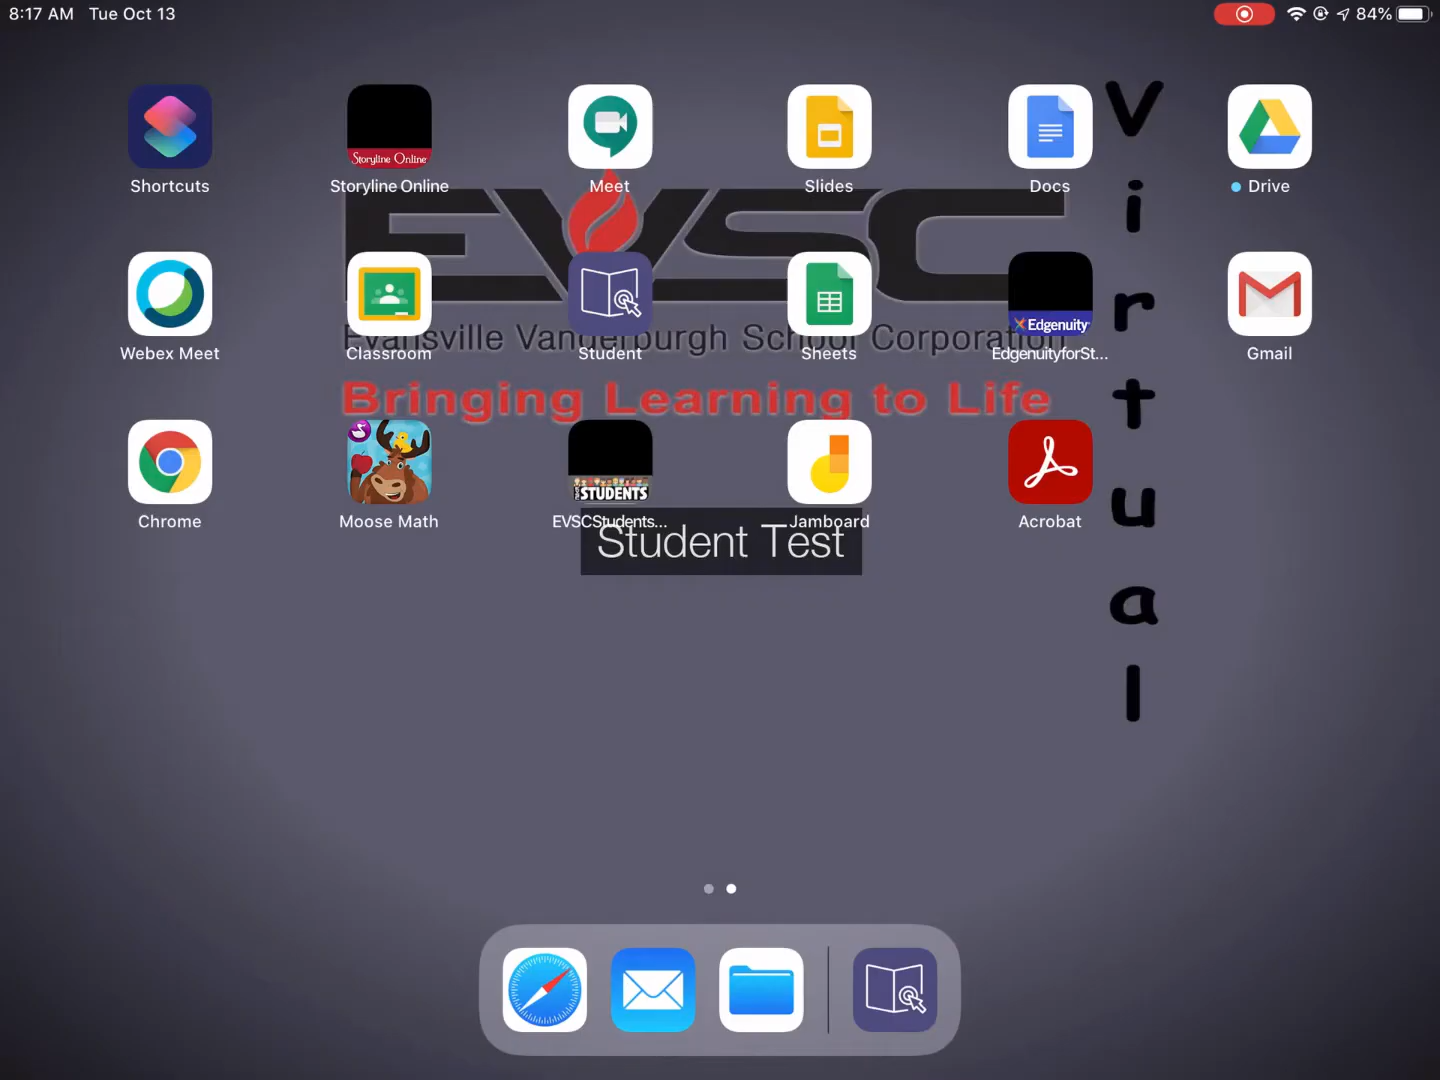 8:17 AM Tue Oct 13 84%
Shortcuts Storyline Online Meet Slides Docs Drive
Storyline Online
EVSC
Webex Meet Classroom Student Sheets EdgenuityforSt... Gmail
Edgenuity
Evansville Vanderburgh School Corporation
Bringing Learning to Life
STUDENTS
Chrome Moose Math EVSCStudents... Jamboard Acrobat
Student Test
Virtual